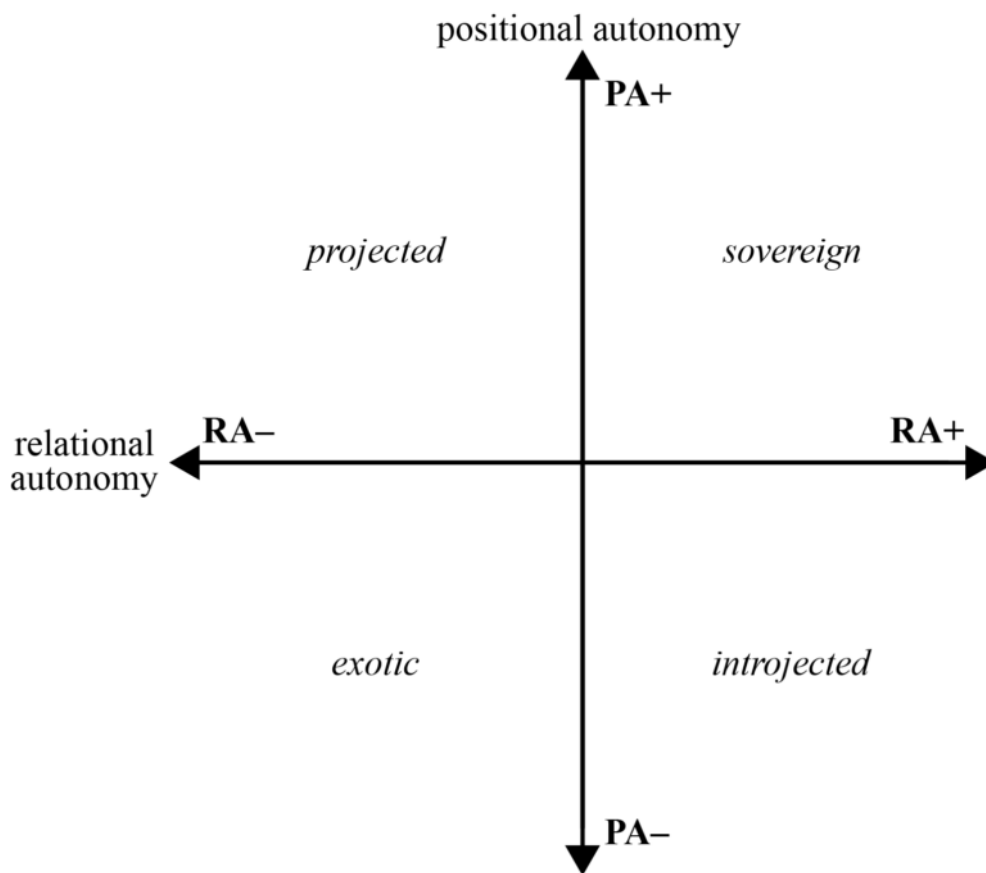 positional autonomy
PA+
projected
sovereign
relational
autonomy
RA–
RA+
exotic
introjected
PA–